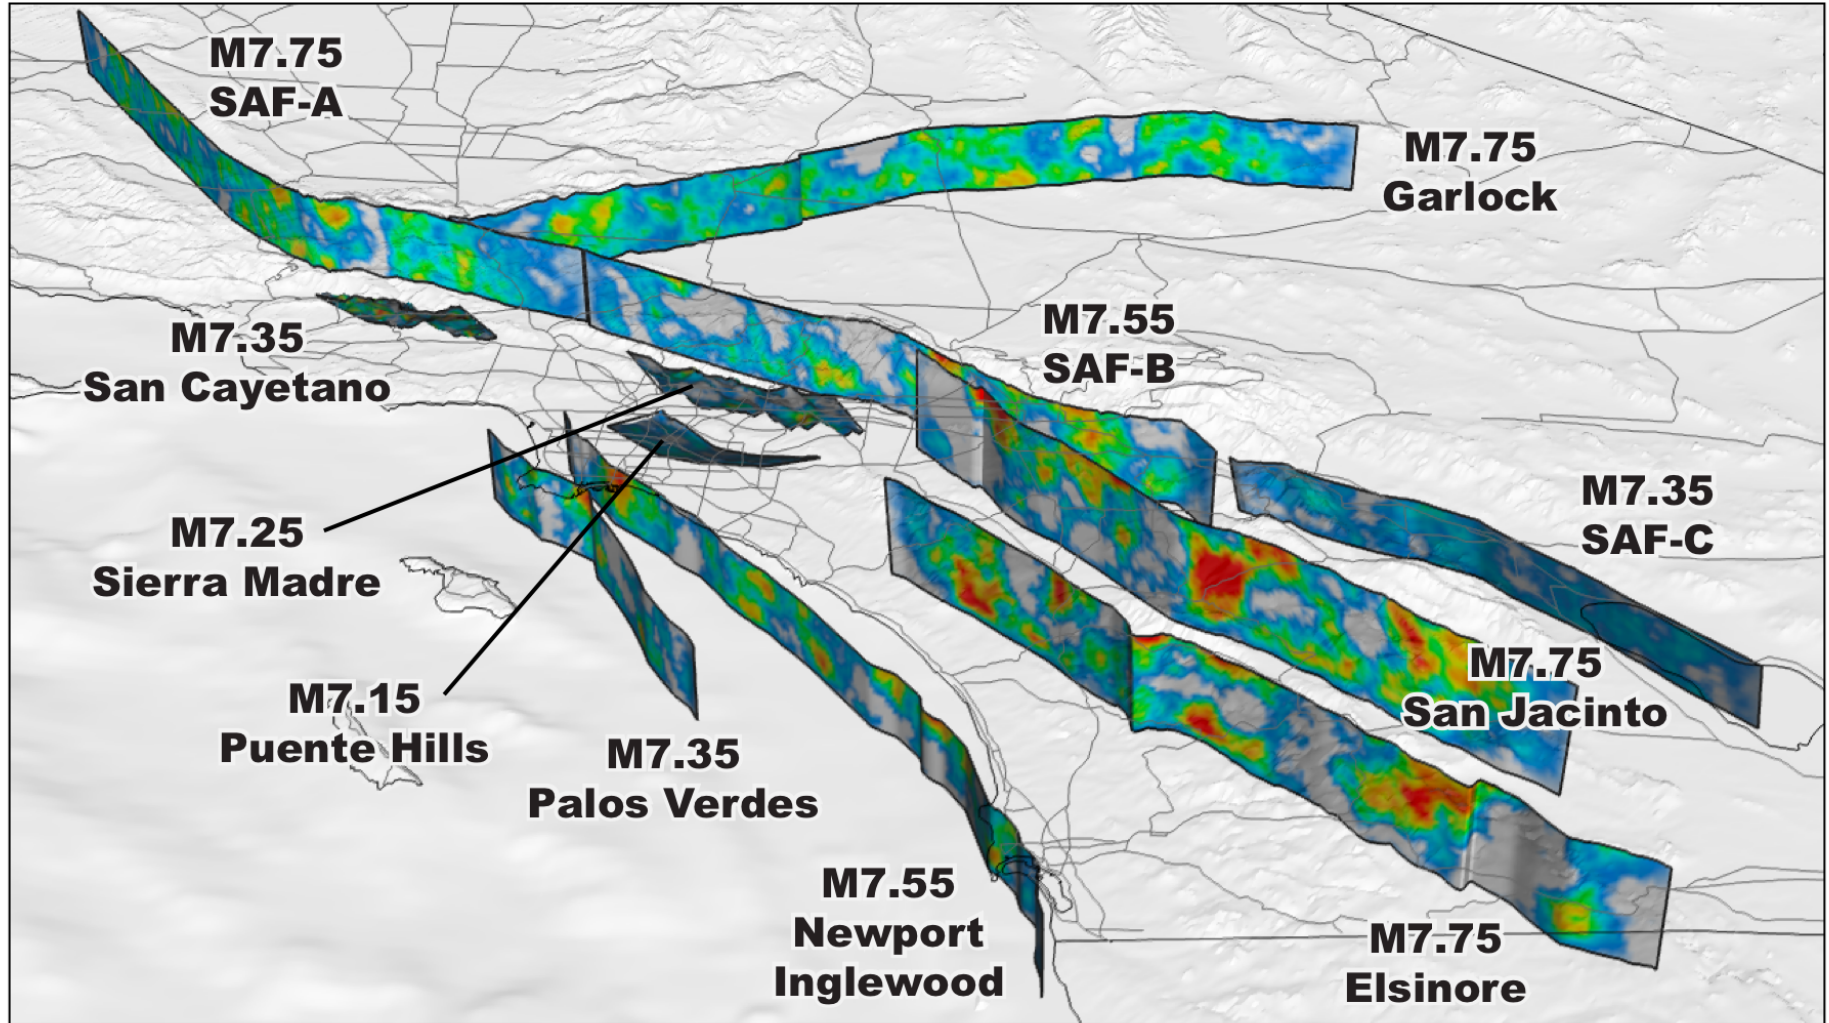 M7.75
SAF-A
M7.75
Garlock
M7.35
San Cayetano
M7.55
SAF-B
M7.35
SAF-C
M7.25
Sierra Madre
M7.75
San Jacinto
M7.15
Puente Hills
M7.35
Palos Verdes
M7.55
Newport
Inglewood
M7.75
Elsinore